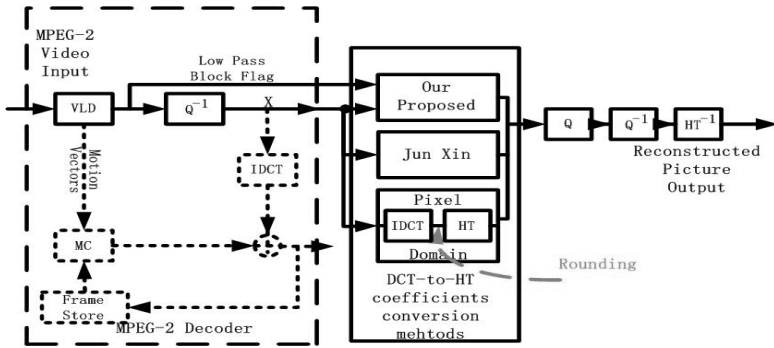 MPEG-2
Video
Input
Low Pass
Block Flag
VLD
Q-1
X
Motion
Vectors
IDCT
MC
Frame
Store
MPEG-2 Decoder
Our
Proposed
Jun Xin
Pixel
IDCT
HT
Domain
DCT-to-HT
coefficients
conversion
mehtods
Rounding
Q
Q-1
HT-1
Reconstructed
Picture
Output